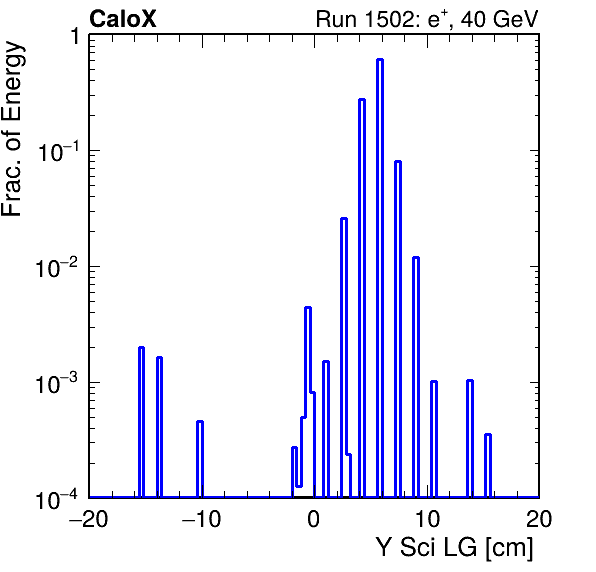 CaloX Run 1502: e⁺, 40 GeV
Frac. of Energy
1
10⁻¹
10⁻²
10⁻³
10⁻⁴
−20 −10 0 10 20
Y Sci LG [cm]